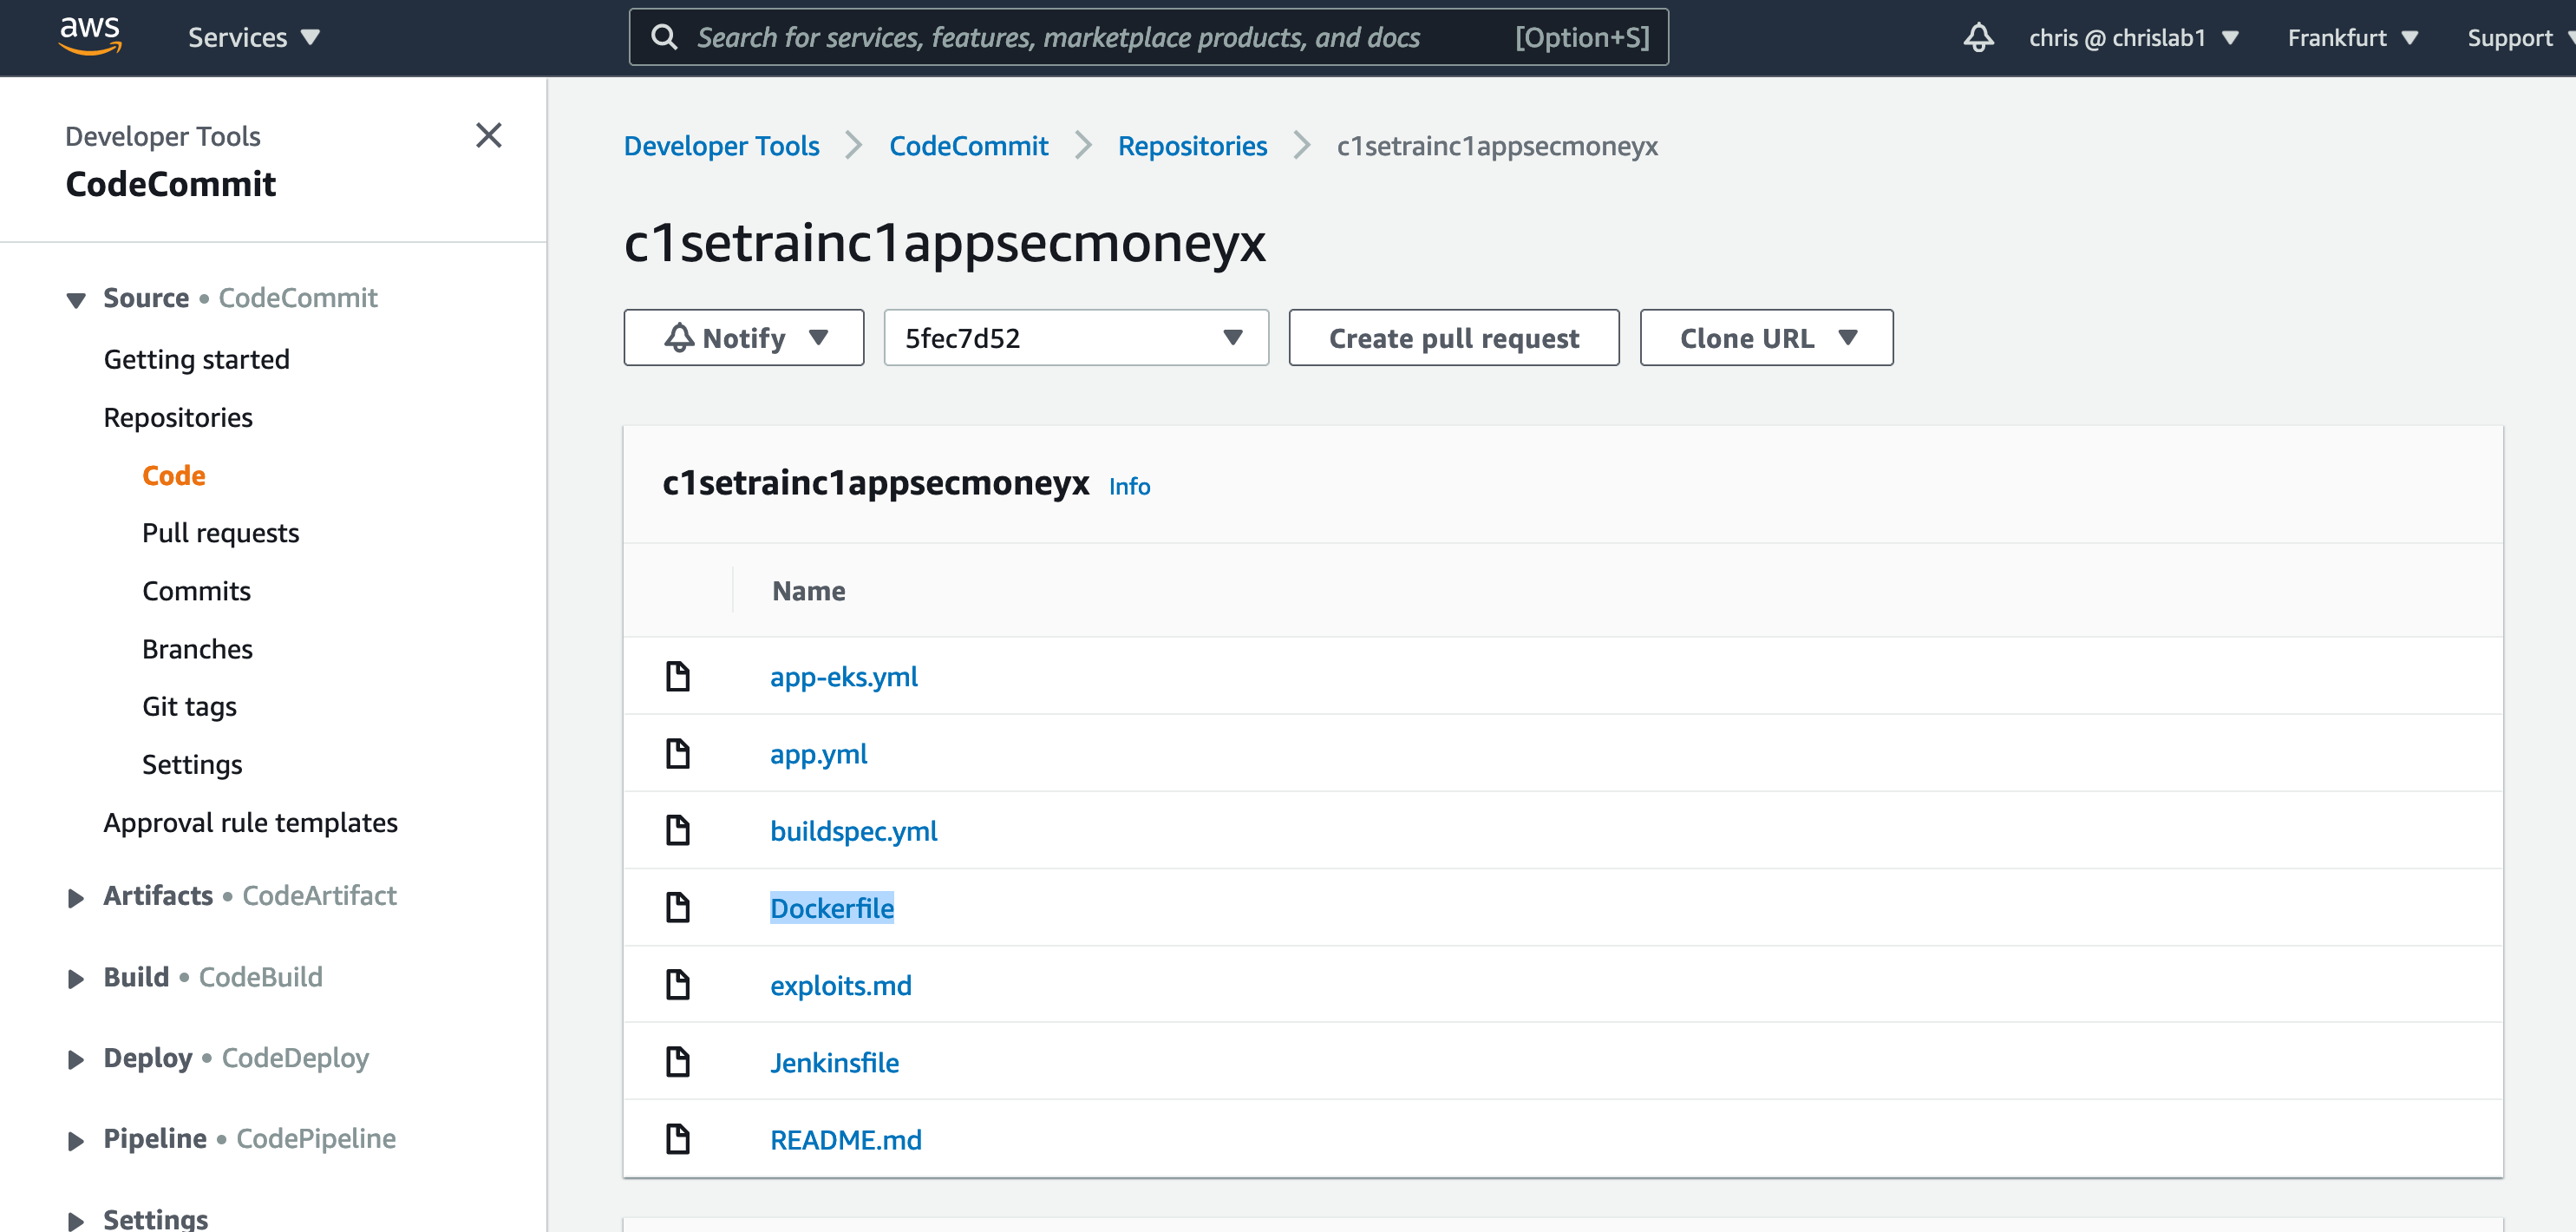 aws
Services
Search for services, features, marketplace products, and docs
[Option+S]
chris @ chrislab1
Frankfurt
Support
Developer Tools
CodeCommit
Source • CodeCommit
Getting started
Repositories
Code
Pull requests
Commits
Branches
Git tags
Settings
Approval rule templates
Artifacts • CodeArtifact
Build • CodeBuild
Deploy • CodeDeploy
Pipeline • CodePipeline
Settings
Developer Tools
CodeCommit
Repositories
c1setrainc1appsecmoneyx
c1setrainc1appsecmoneyx
Notify
5fec7d52
Create pull request
Clone URL
c1setrainc1appsecmoneyx Info
Name
app-eks.yml
app.yml
buildspec.yml
Dockerfile
exploits.md
Jenkinsfile
README.md